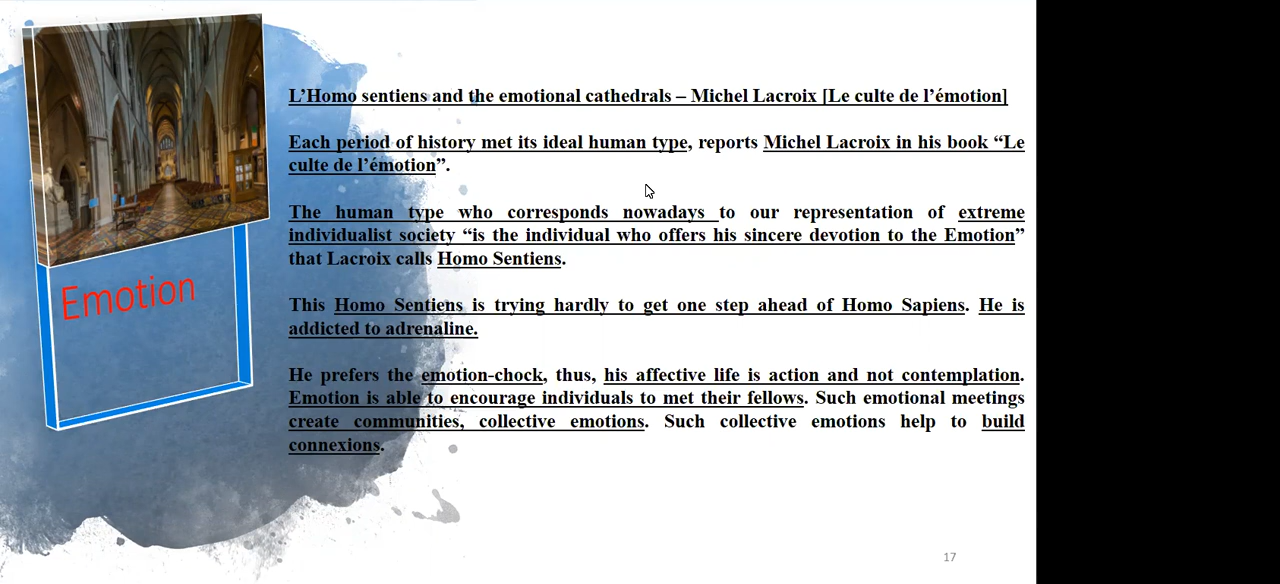 L’Homo sentiens and the emotional cathedrals – Michel Lacroix [Le culte de l’émotion]
Each period of history met its ideal human type, reports Michel Lacroix in his book “Le
culte de l’émotion”.
The human type who corresponds nowadays to our representation of extreme
individualist society “is the individual who offers his sincere devotion to the Emotion”
that Lacroix calls Homo Sentiens.
This Homo Sentiens is trying hardly to get one step ahead of Homo Sapiens. He is
addicted to adrenaline.
He prefers the emotion-chock, thus, his affective life is action and not contemplation.
Emotion is able to encourage individuals to met their fellows. Such emotional meetings
create communities, collective emotions. Such collective emotions help to build
connexions.
Emotion
17